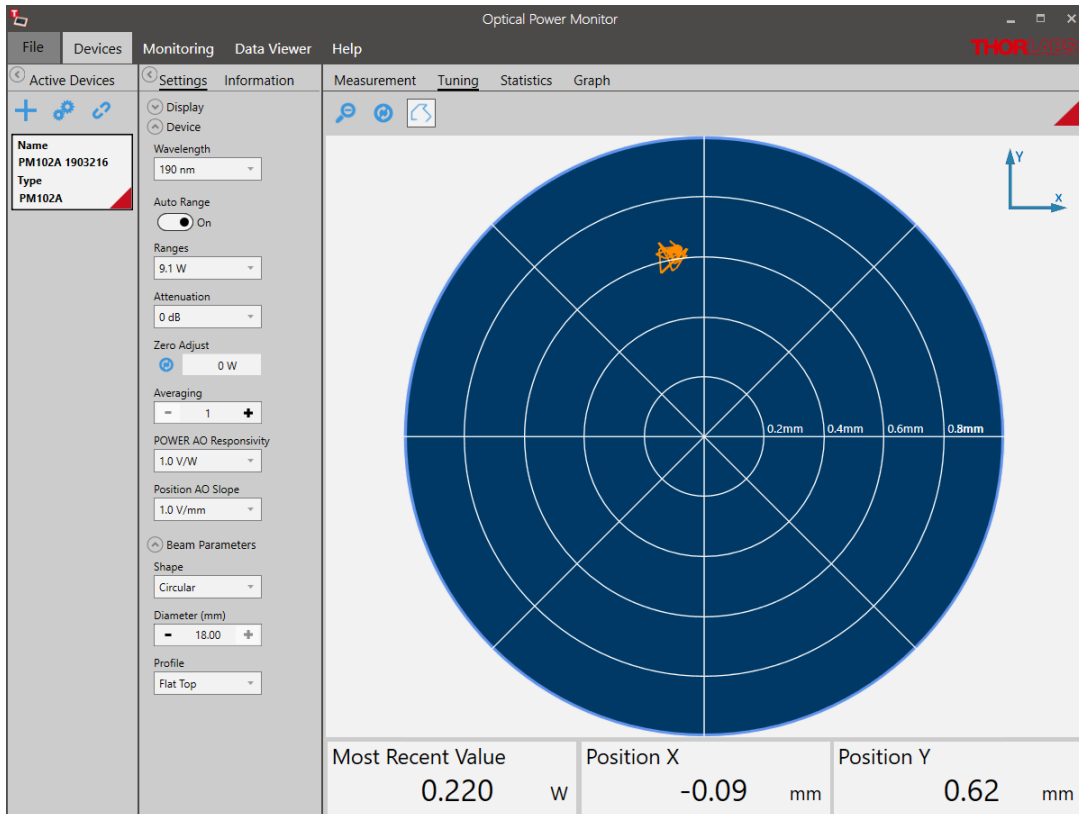 Optical Power Monitor
File Devices Monitoring Data Viewer Help
THORLABS
Active Devices
Name
PM102A 1903216
Type
PM102A
Settings Information
Display
Device
Wavelength
190 nm
Auto Range
On
Ranges
9.1 W
Attenuation
0 dB
Zero Adjust
0 W
Averaging
1
POWER AO Responsivity
1.0 V/W
Position AO Slope
1.0 V/mm
Beam Parameters
Shape
Circular
Diameter (mm)
18.00
Profile
Flat Top
Measurement Tuning Statistics Graph
Y
X
0.2mm 0.4mm 0.6mm 0.8mm
Most Recent Value
0.220 W
Position X
-0.09 mm
Position Y
0.62 mm